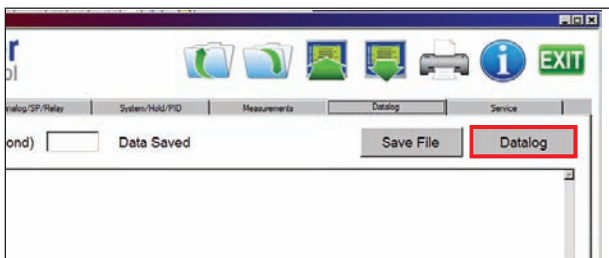 r
ol EXIT
nalog/SP/Relay System/Hold/PID Measurements Datalog Service
ond) Data Saved Save File Datalog